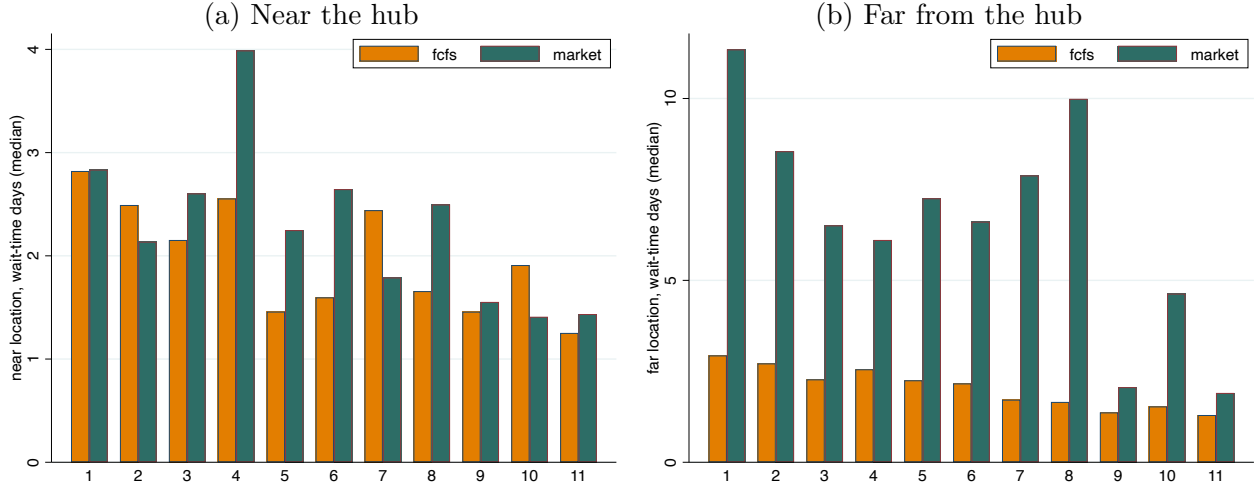 (a) Near the hub
near location, wait-time days (median)
fcfs market
4
3
2
1
0
1 2 3 4 5 6 7 8 9 10 11
(b) Far from the hub
far location, wait-time days (median)
fcfs market
10
5
0
1 2 3 4 5 6 7 8 9 10 11